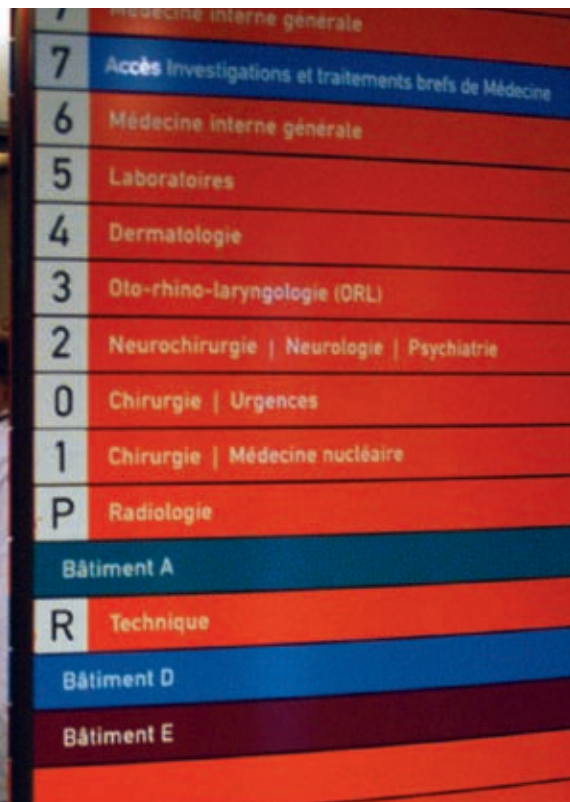 7 Médecine interne générale
7 Accès Investigations et traitements brefs de Médecine
6 Médecine interne générale
5 Laboratoires
4 Dermatologie
3 Oto-rhino-laryngologie (ORL)
2 Neurochirurgie | Neurologie | Psychiatrie
0 Chirurgie | Urgences
1 Chirurgie | Médecine nucléaire
P Radiologie
Bâtiment A
R Technique
Bâtiment D
Bâtiment E